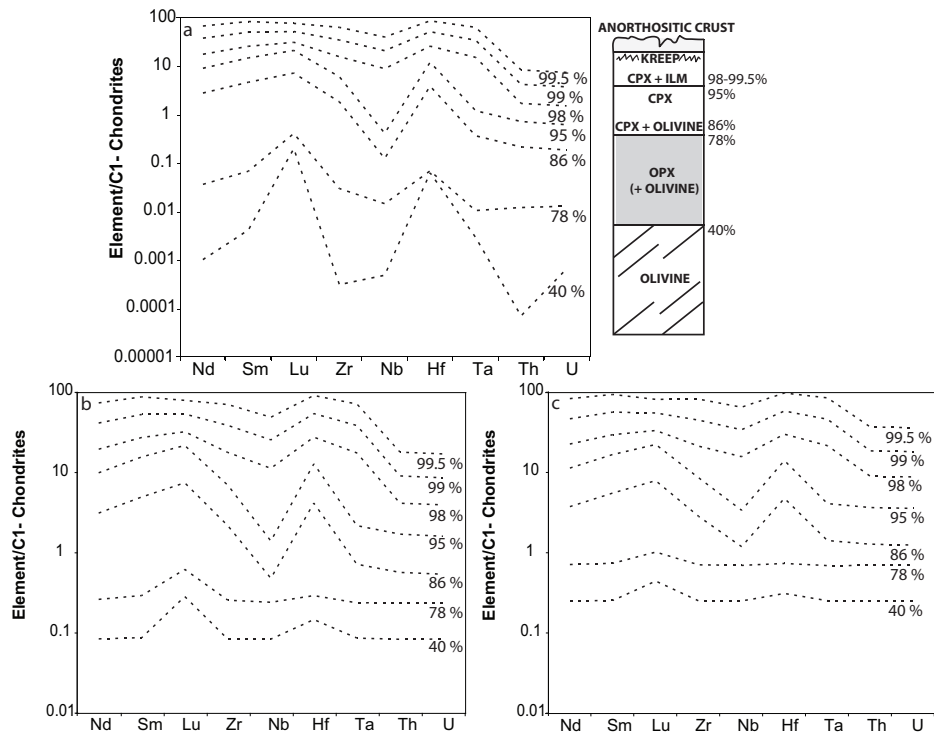 a
Element/C1- Chondrites
100
10
1
0.1
0.01
0.001
0.0001
0.00001
Nd Sm Lu Zr Nb Hf Ta Th U
99.5 %
99 %
98 %
95 %
86 %
78 %
40 %
ANORTHOSITIC CRUST
KREEP
CPX + ILM
98-99.5%
CPX
95%
CPX + OLIVINE
86%
78%
OPX
(+ OLIVINE)
40%
OLIVINE
b
Element/C1- Chondrites
100
10
1
0.1
0.01
Nd Sm Lu Zr Nb Hf Ta Th U
99.5 %
99 %
98 %
95 %
86 %
78 %
40 %
c
Element/C1- Chondrites
100
10
1
0.1
0.01
Nd Sm Lu Zr Nb Hf Ta Th U
99.5 %
99 %
98 %
95 %
86 %
78 %
40 %